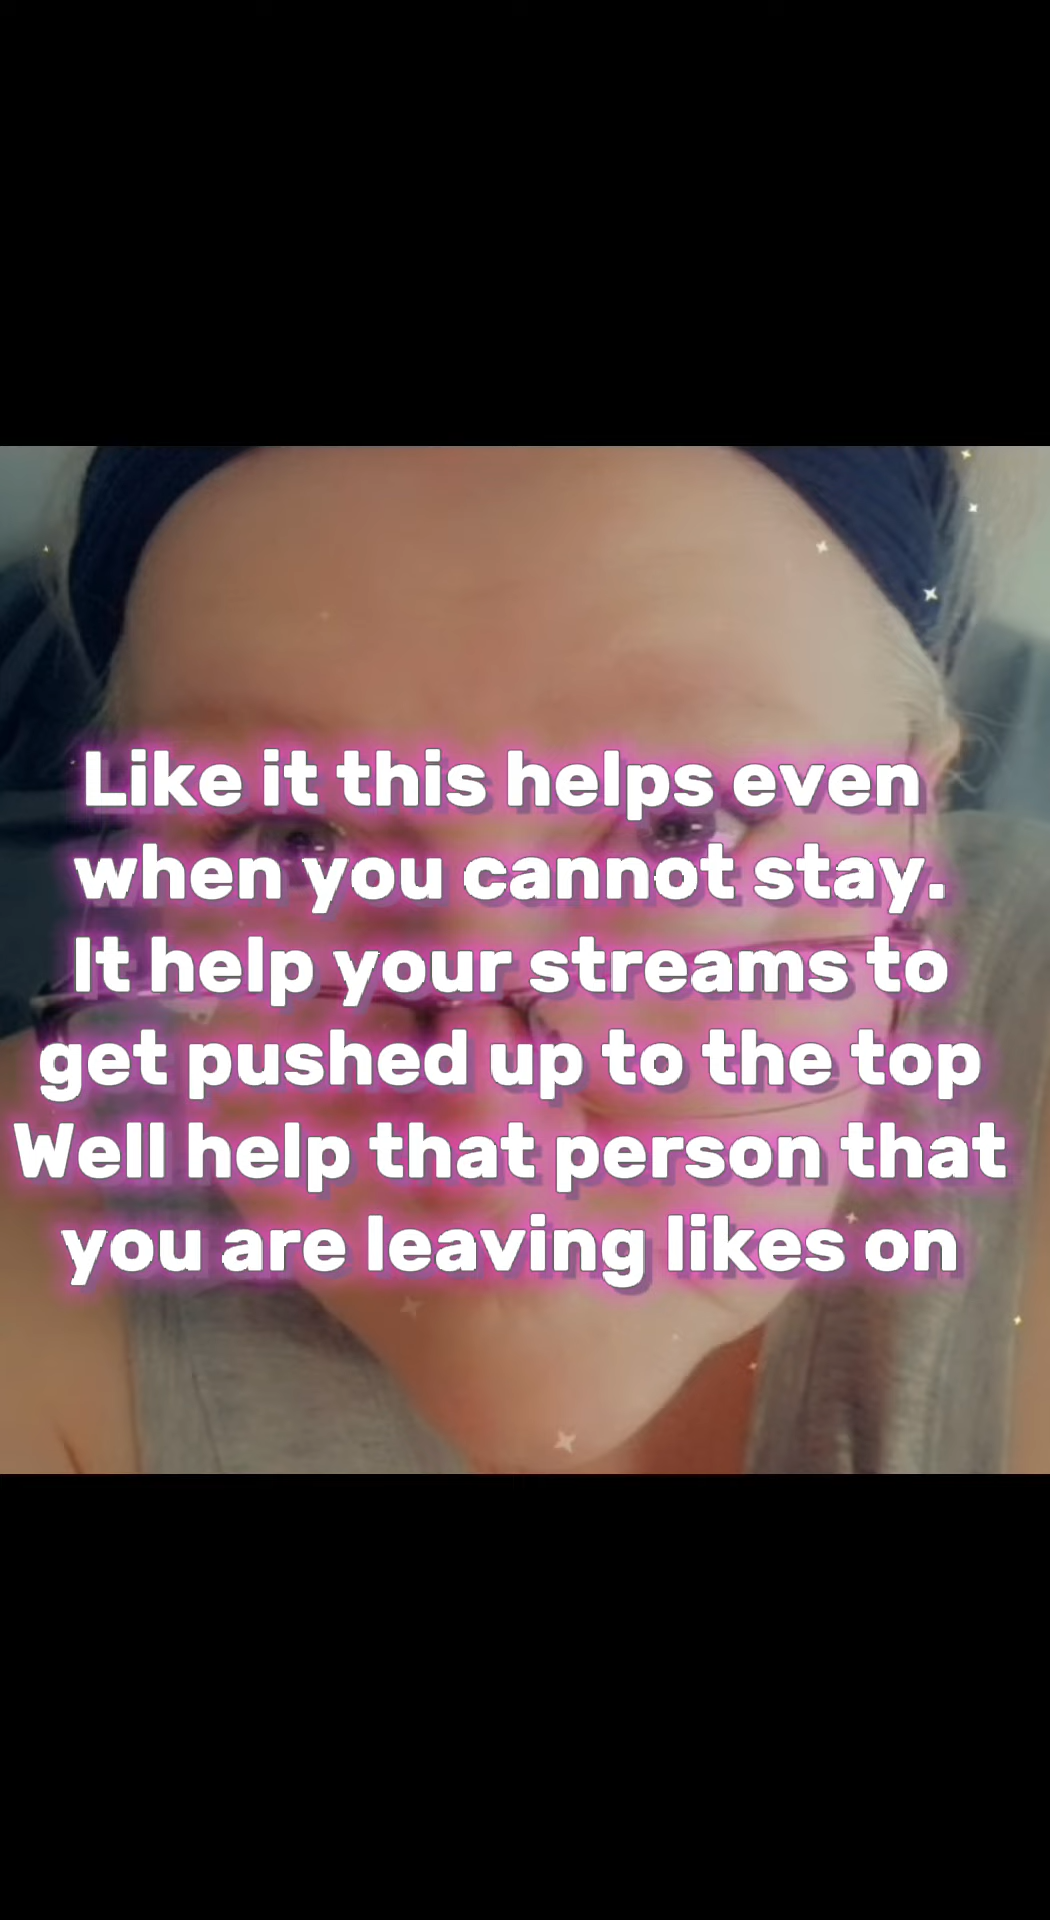 Like it this helps even
when you cannot stay.
It help your streams to
get pushed up to the top
Well help that person that
you are leaving likes on